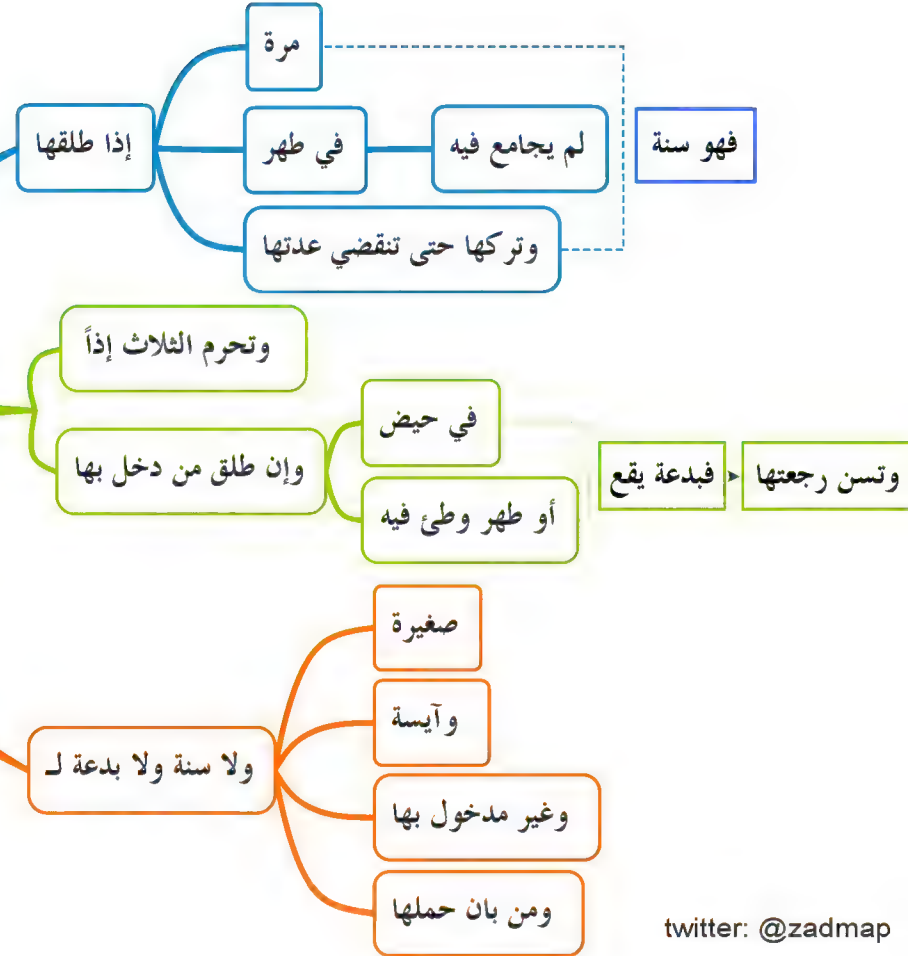 إذا طلقها
مرة
في طهر
لم يجامع فيه
وتركها حتى تنقضي عدتها
فهو سنة
وتحرم الثلاث إذاً
وإن طلق من دخل بها
في حيض
أو طهر وطئ فيه
فبدعة يقع
وتسن رجعتها
ولا سنة ولا بدعة لـ
صغيرة
وآيسة
وغير مدخول بها
ومن بان حملها
twitter: @zadmap